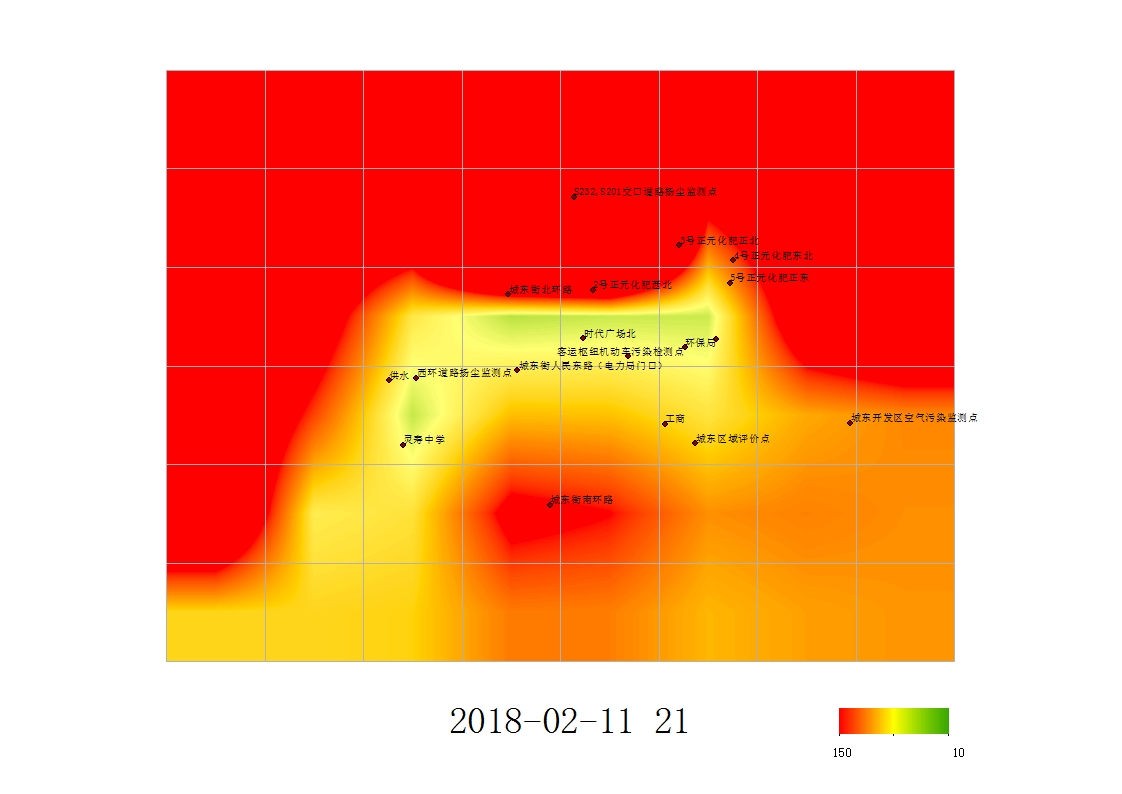 S232,S201交口道路扬尘监测点
3号正元化肥正北
4号正元化肥东北
5号正元化肥正东
2号正元化肥西北
城东街北环路
时代广场北
环保局
客运枢纽机动车污染检测点
城东街人民东路（电力局门口）
供水
西环道路扬尘监测点
城东开发区空气污染监测点
工商
城东区域评价点
灵寿中学
城东街南环路
2018-02-11 21
150
10